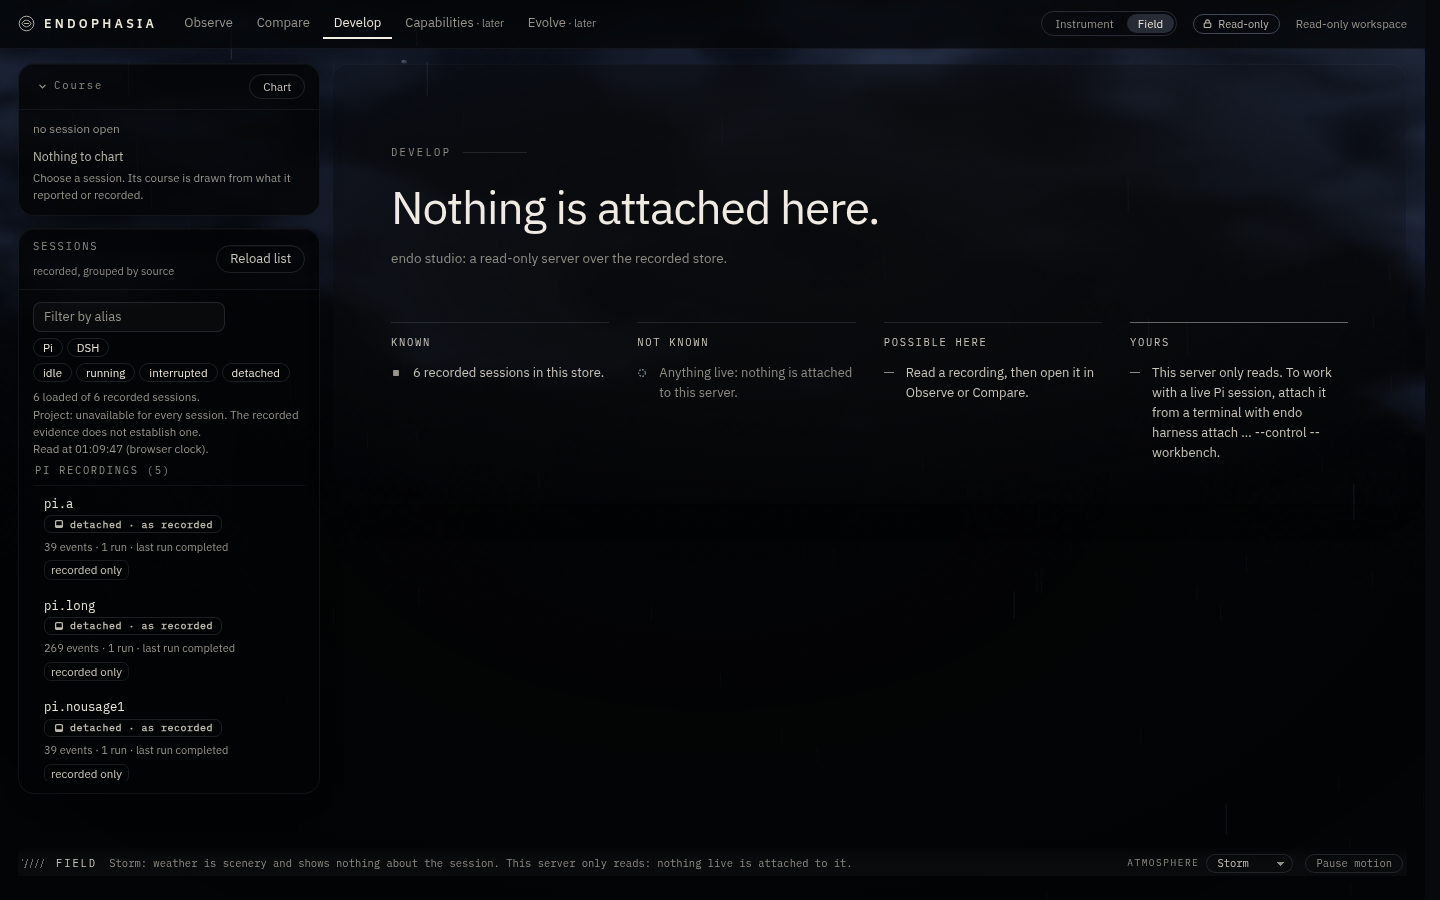 ENDOPHASIA
Observe
Compare
Develop
Capabilities · later
Evolve · later
Instrument
Field
Read-only
Read-only workspace
Course
Chart
no session open
Nothing to chart
Choose a session. Its course is drawn from what it
reported or recorded.
SESSIONS
recorded, grouped by source
Reload list
Filter by alias
Pi
DSH
idle
running
interrupted
detached
6 loaded of 6 recorded sessions.
Project: unavailable for every session. The recorded
evidence does not establish one.
Read at 01:09:47 (browser clock).
PI RECORDINGS (5)
pi.a
detached · as recorded
39 events · 1 run · last run completed
recorded only
pi.long
detached · as recorded
269 events · 1 run · last run completed
recorded only
pi.nousage1
detached · as recorded
39 events · 1 run · last run completed
recorded only
DEVELOP
Nothing is attached here.
endo studio: a read-only server over the recorded store.
KNOWN
6 recorded sessions in this store.
NOT KNOWN
Anything live: nothing is attached
to this server.
POSSIBLE HERE
Read a recording, then open it in
Observe or Compare.
YOURS
This server only reads. To work
with a live Pi session, attach it
from a terminal with endo
harness attach … --control --
workbench.
FIELD
Storm: weather is scenery and shows nothing about the session. This server only reads: nothing live is attached to it.
ATMOSPHERE
Storm
Pause motion